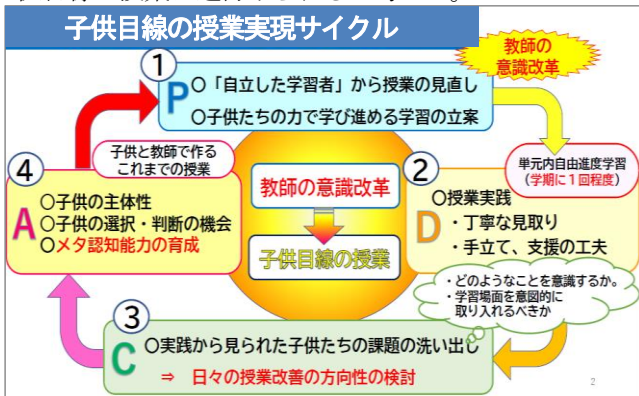 子供目線の授業実現サイクル
教師の
意識改革
①
P
〇「自立した学習者」から授業の見直し
〇子供たちの力で学び進める学習の立案
④
子供と教師で作る
これまでの授業
A
〇子供の主体性
〇子供の選択・判断の機会
〇メタ認知能力の育成
教師の意識改革
子供目線の授業
②
単元内自由進度学習
(学期に１回程度)
D
〇授業実践
・丁寧な見取り
・手立て、支援の工夫
・どのようなことを意識するか。
・学習場面を意図的に
取り入れるべきか
③
C
〇実践から見られた子供たちの課題の洗い出し
⇒ 日々の授業改善の方向性の検討
2